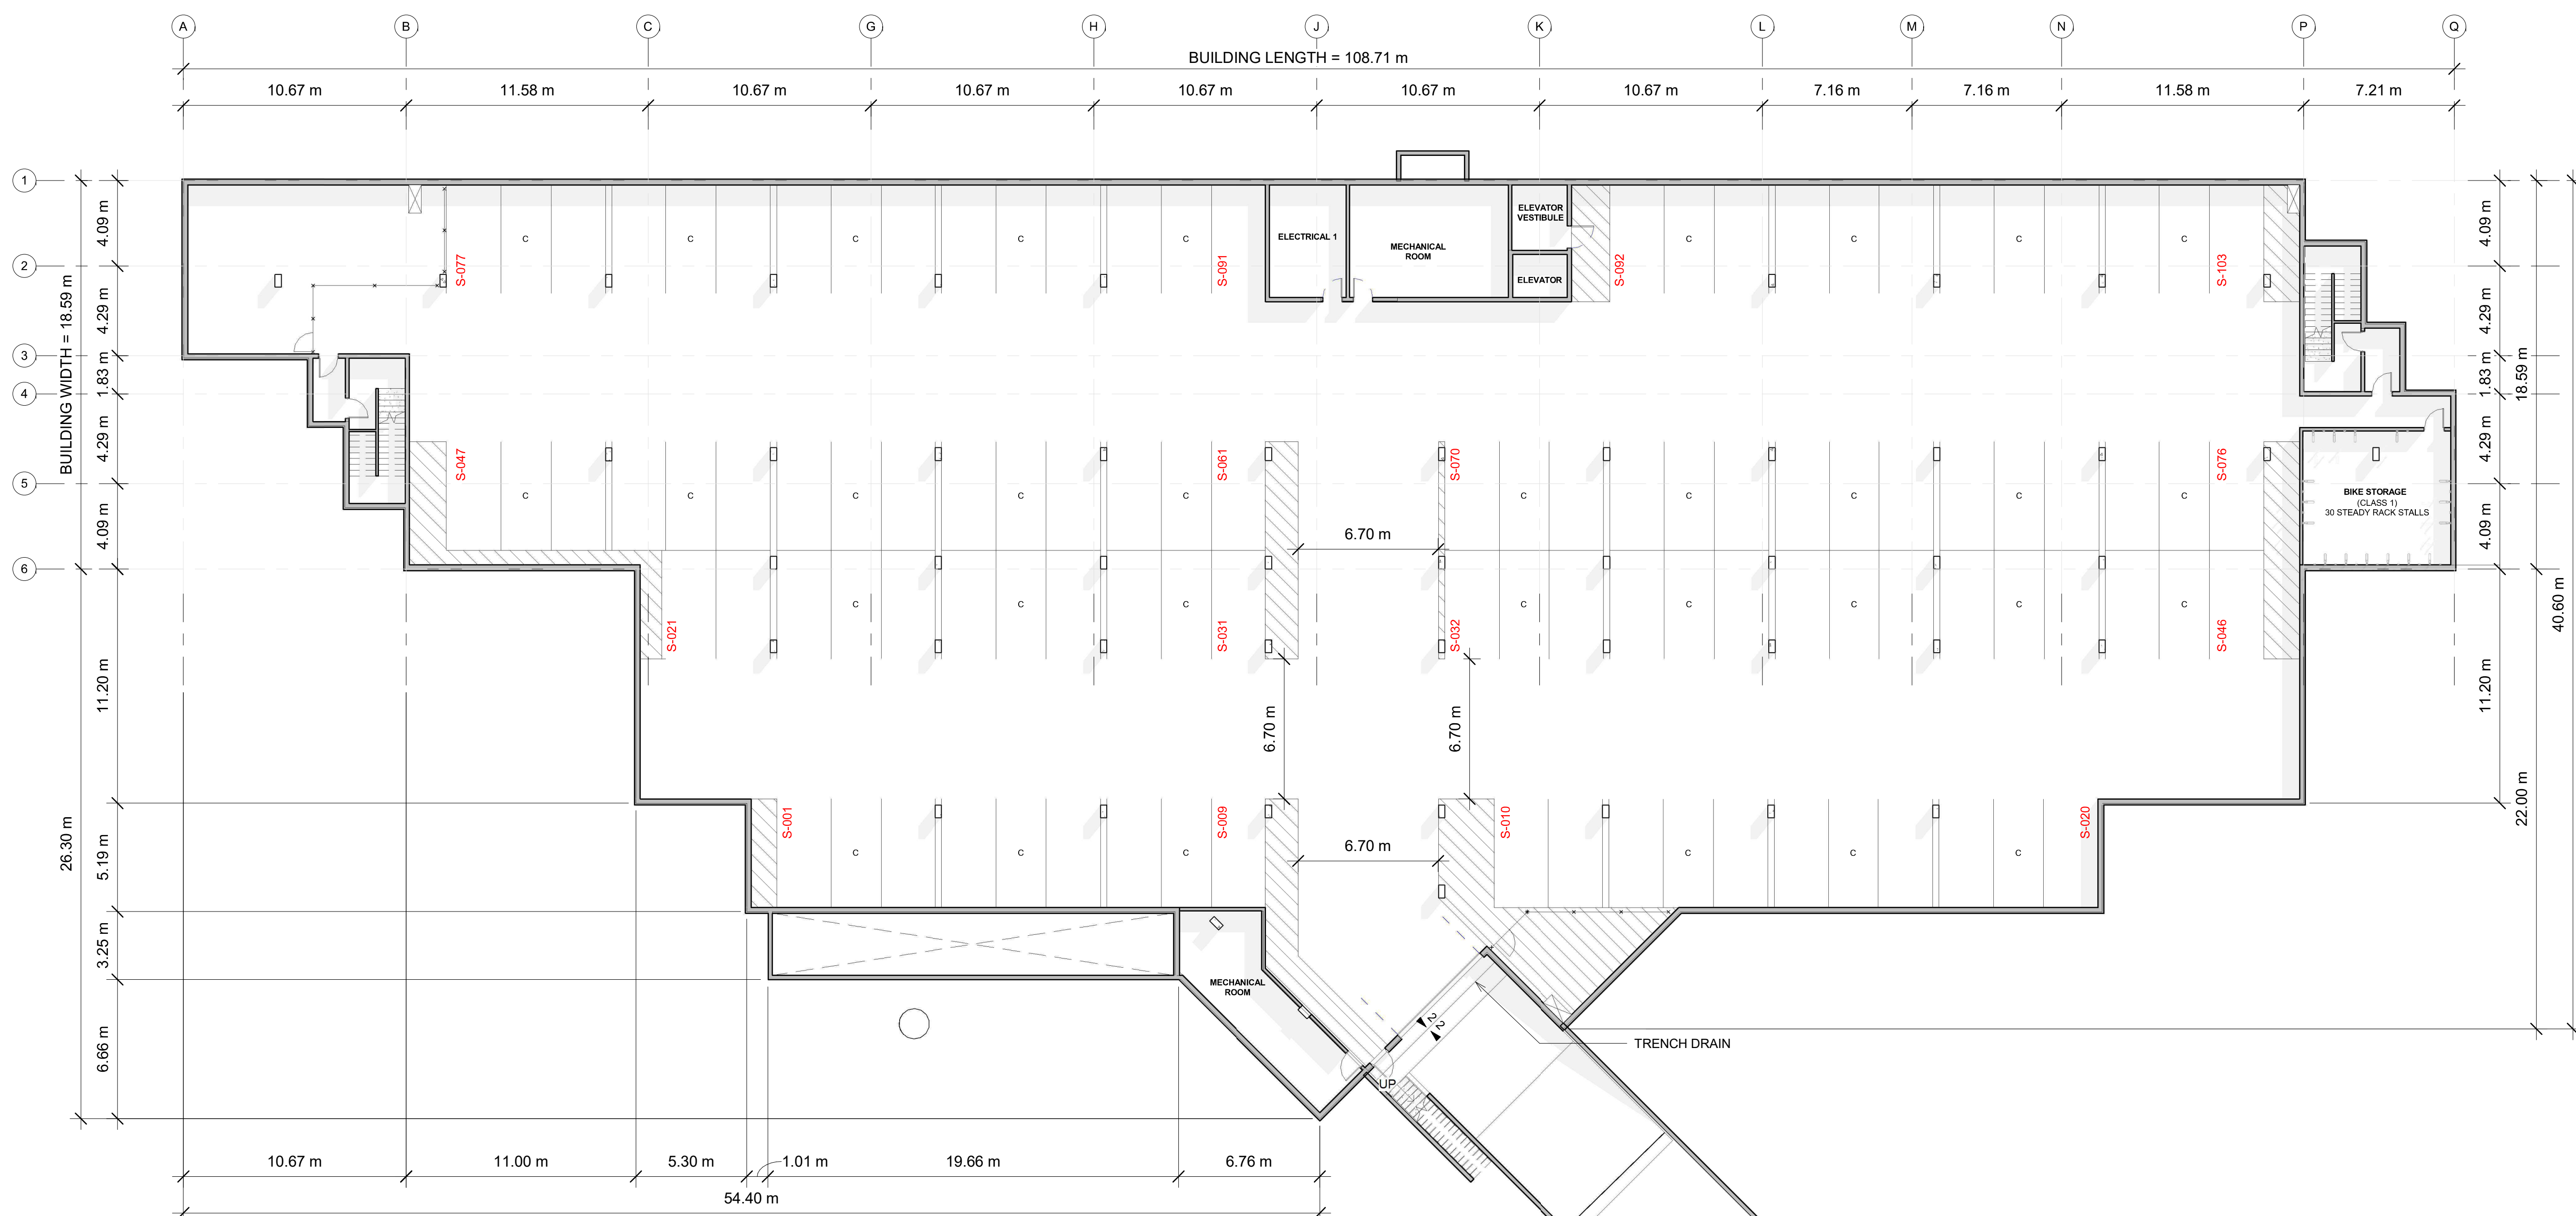 A B C G H J K L M N P Q
BUILDING LENGTH = 108.71 m
10.67 m 11.58 m 10.67 m 10.67 m 10.67 m 10.67 m 10.67 m 7.16 m 7.16 m 11.58 m 7.21 m
1
2
3
4
5
6
BUILDING WIDTH = 18.59 m
26.30 m
4.09 m
4.29 m
1.83 m
4.29 m
4.09 m
11.20 m
5.19 m
3.25 m
6.66 m
C C C C C
S-077
S-091
ELECTRICAL 1
MECHANICAL
ROOM
ELEVATOR
VESTIBULE
ELEVATOR
S-092
C C C C
S-103
S-047
C C C C C
S-061
S-070
C C C C C
S-076
BIKE STORAGE
(CLASS 1)
30 STEADY RACK STALLS
6.70 m
S-021
C C C
S-031
S-032
C C C C C
S-046
6.70 m
6.70 m
S-001
C C C
S-009
6.70 m
S-010
C C C
S-020
MECHANICAL
ROOM
2
2
UP
TRENCH DRAIN
4.09 m
4.29 m
1.83 m
4.29 m
4.09 m
11.20 m
18.59 m
22.00 m
40.60 m
10.67 m 11.00 m 5.30 m 1.01 m 19.66 m 6.76 m
54.40 m